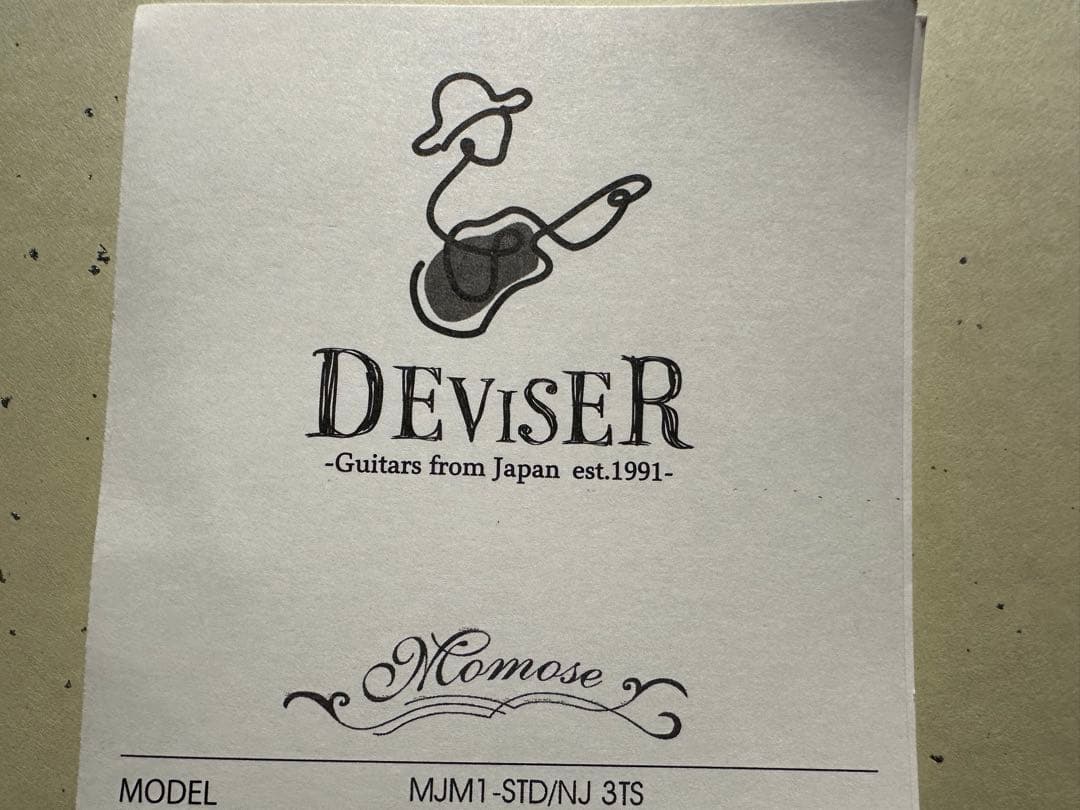 DEVISER
-Guitars from Japan est.1991-
Momose
MODEL MJM1-STD/NJ 3TS